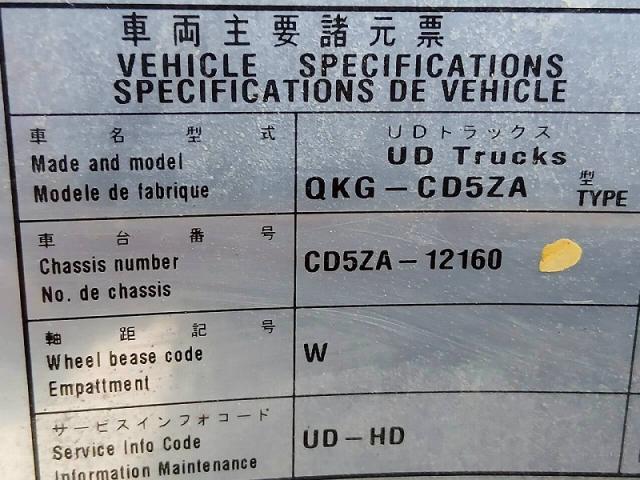 車両主要諸元票
VEHICLE SPECIFICATIONS
SPECIFICATIONS DE VEHICLE
車名型式
Made and model
Modele de fabrique
UDトラックス
UD Trucks
QKG-CD5ZA 型 TYPE
車台番号
Chassis number
No. de chassis
CD5ZA-12160
軸距記号
Wheel bease code
Empattment
W
サービスインフォコード
Service Info Code
Information Maintenance
UD-HD